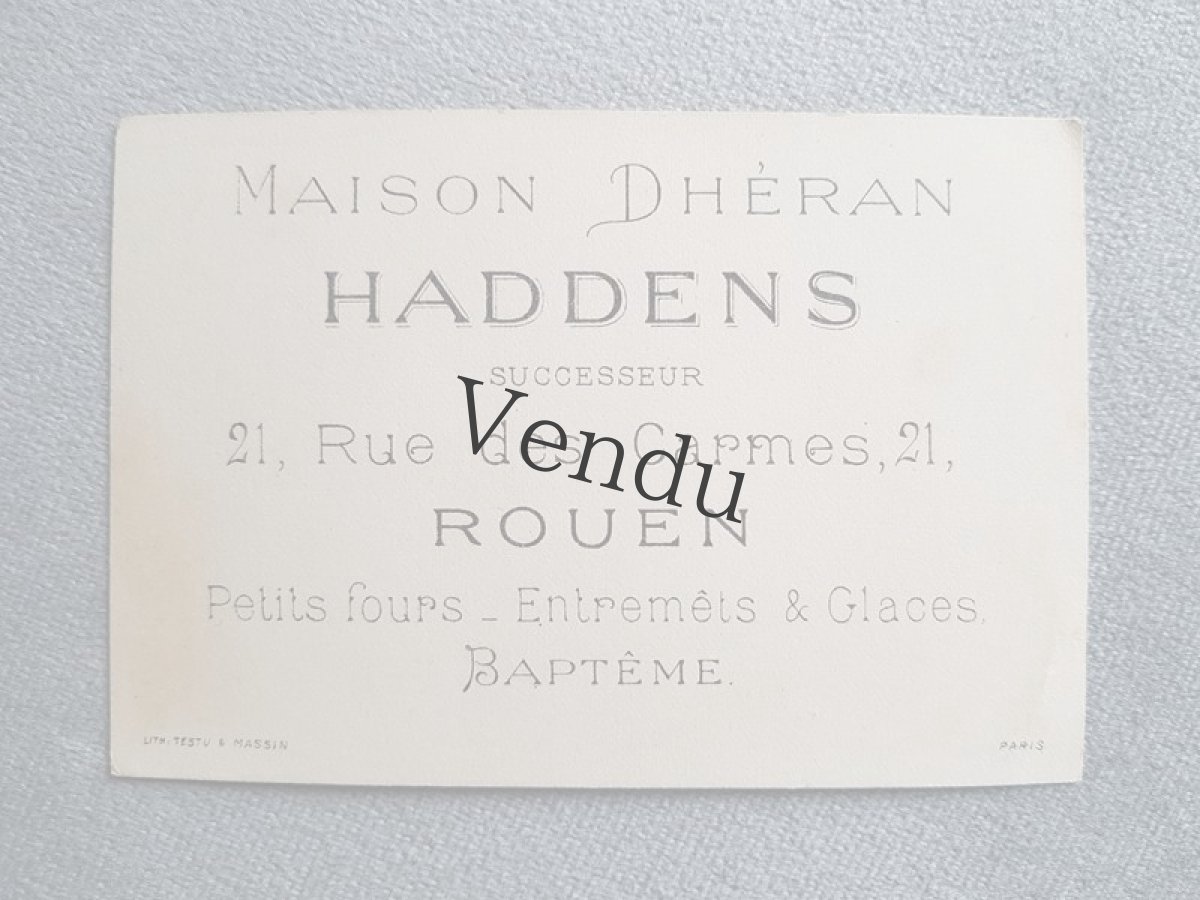 MAISON DHÉRAN
HADDENS
SUCCESSEUR
21, Rue des Carmes, 21,
ROUEN
Petits fours _ Entremêts & Glaces.
BAPTÊME.
LITH. TESTU & MASSIN
PARIS
Vendu